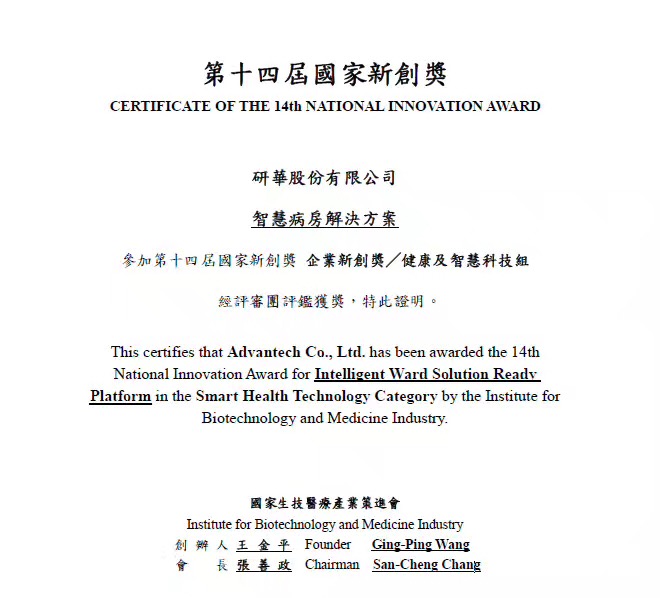 第十四屆國家新創獎
CERTIFICATE OF THE 14th NATIONAL INNOVATION AWARD
研華股份有限公司
智慧病房解決方案
參加第十四屆國家新創獎 企業新創獎／健康及智慧科技組
經評審團評鑑獲獎，特此證明。
This certifies that Advantech Co., Ltd. has been awarded the 14th
National Innovation Award for Intelligent Ward Solution Ready
Platform in the Smart Health Technology Category by the Institute for
Biotechnology and Medicine Industry.
國家生技醫療產業策進會
Institute for Biotechnology and Medicine Industry
創 辦 人 王 金 平 Founder Ging-Ping Wang
會 長 張 善 政 Chairman San-Cheng Chang